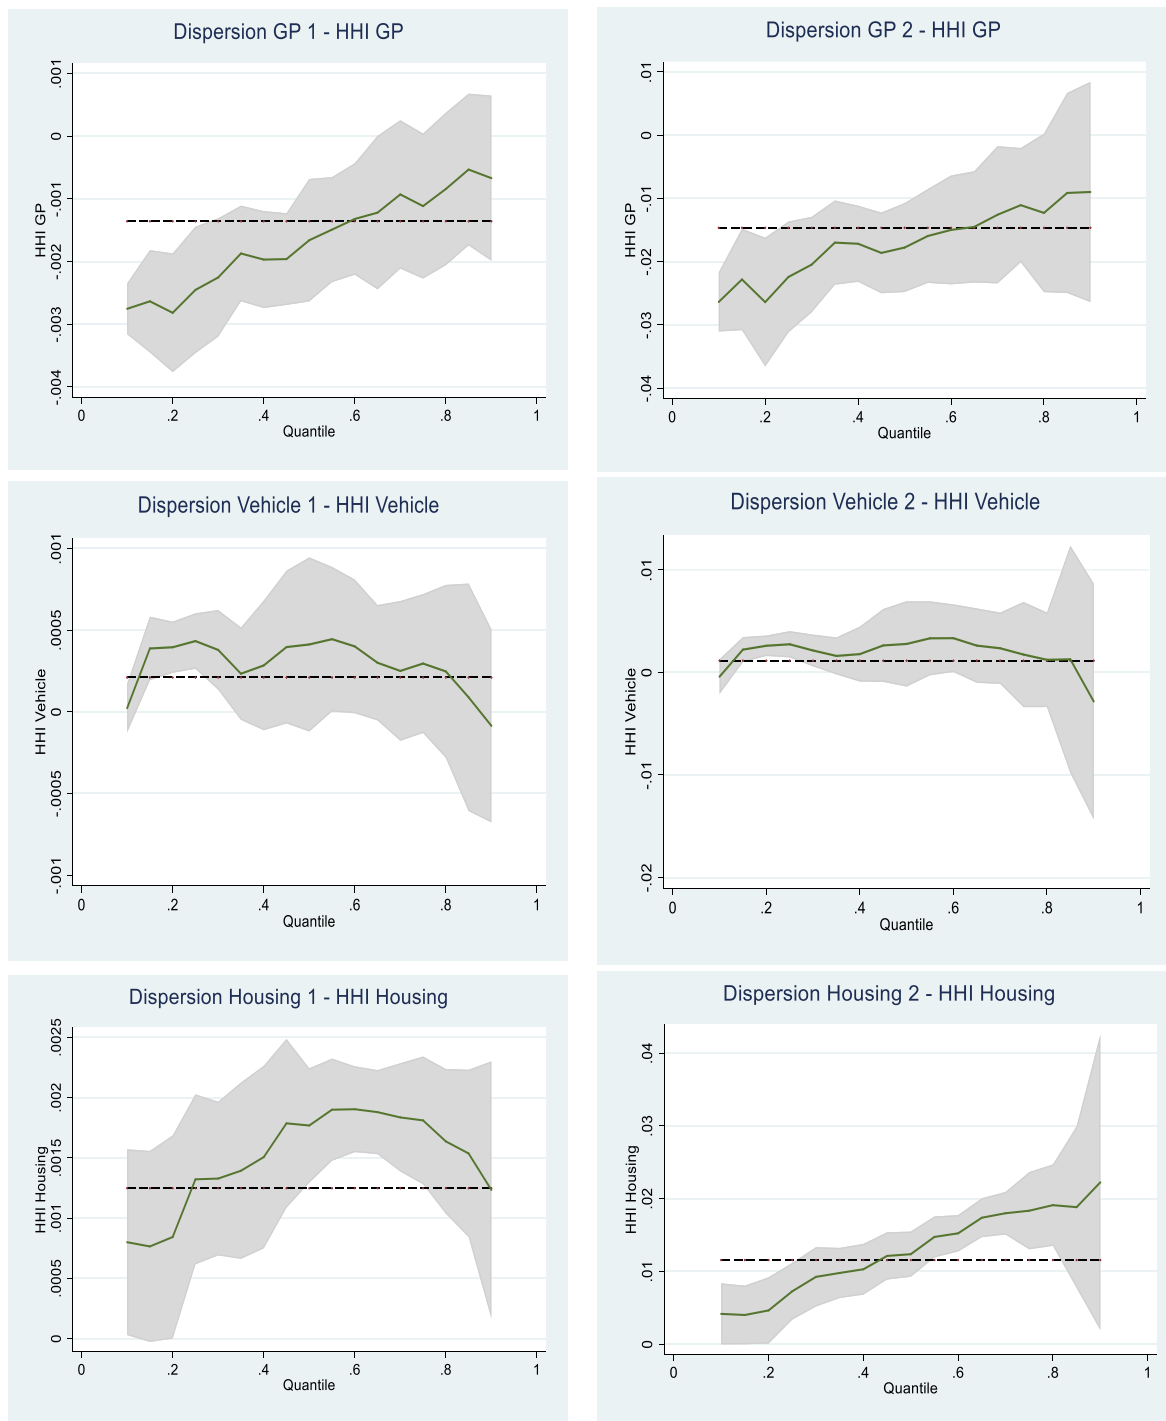 Dispersion GP 1 - HHI GP
.001
0
-.001
-.002
-.003
-.004
HHI GP
0 .2 .4 .6 .8 1
Quantile
Dispersion GP 2 - HHI GP
.01
0
-.01
-.02
-.03
-.04
HHI GP
0 .2 .4 .6 .8 1
Quantile
Dispersion Vehicle 1 - HHI Vehicle
.001
.0005
0
-.0005
-.001
HHI Vehicle
0 .2 .4 .6 .8 1
Quantile
Dispersion Vehicle 2 - HHI Vehicle
.01
0
-.01
-.02
HHI Vehicle
0 .2 .4 .6 .8 1
Quantile
Dispersion Housing 1 - HHI Housing
.0025
.002
.0015
.001
.0005
0
HHI Housing
0 .2 .4 .6 .8 1
Quantile
Dispersion Housing 2 - HHI Housing
.04
.03
.02
.01
0
HHI Housing
0 .2 .4 .6 .8 1
Quantile